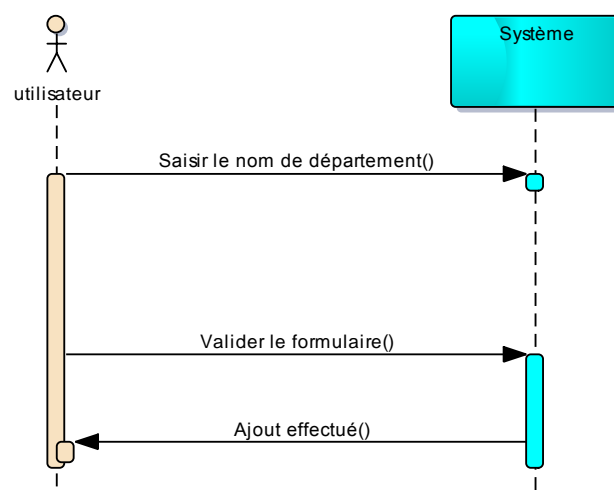 Système
utilisateur
Saisir le nom de département()
Valider le formulaire()
Ajout effectué()